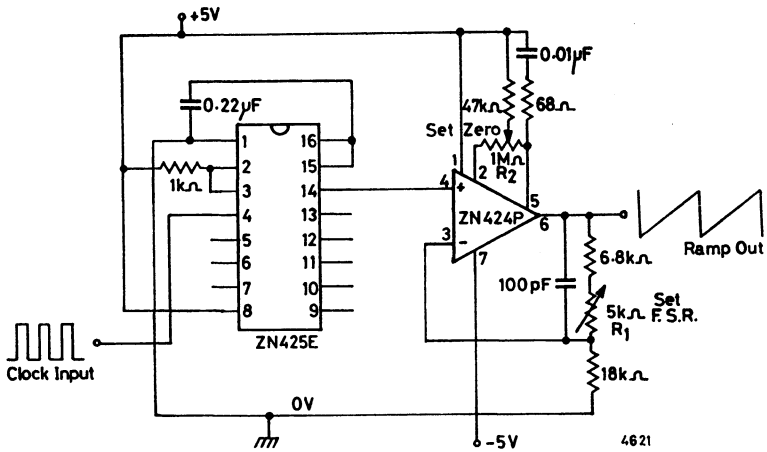 +5V
0.01µF
0.22µF
47kΩ
68Ω
Set Zero
1MΩ
R2
1
2
3
4
5
6
7
8
16
15
14
13
12
11
10
9
1kΩ
ZN425E
1
2
4
+
3
-
5
6
7
ZN424P
Ramp Out
6.8kΩ
100pF
5kΩ
R1
Set
F.S.R.
18kΩ
Clock Input
0V
-5V
4621